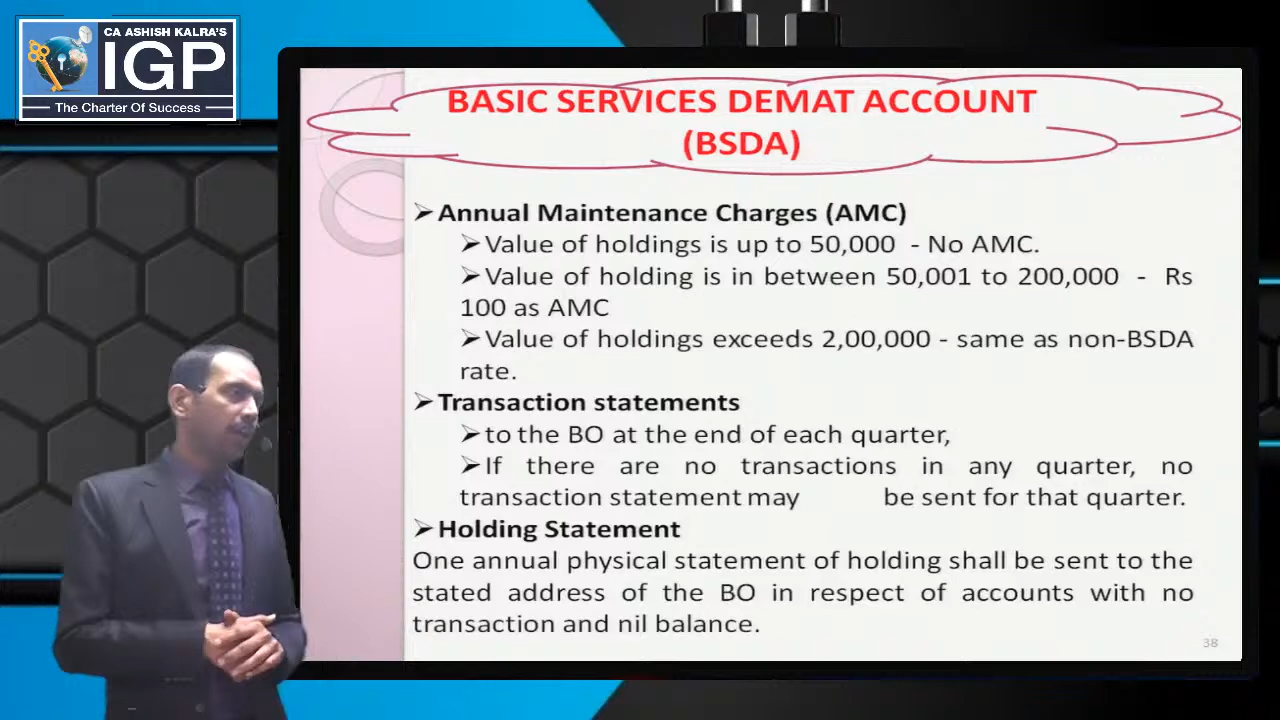 CA ASHISH KALRA'S
IGP
The Charter Of Success
BASIC SERVICES DEMAT ACCOUNT
(BSDA)
➢Annual Maintenance Charges (AMC)
➢Value of holdings is up to 50,000 - No AMC.
➢Value of holding is in between 50,001 to 200,000 - Rs
100 as AMC
➢Value of holdings exceeds 2,00,000 - same as non-BSDA
rate.
➢Transaction statements
➢to the BO at the end of each quarter,
➢If there are no transactions in any quarter, no
transaction statement may be sent for that quarter.
➢Holding Statement
One annual physical statement of holding shall be sent to the
stated address of the BO in respect of accounts with no
transaction and nil balance.
38